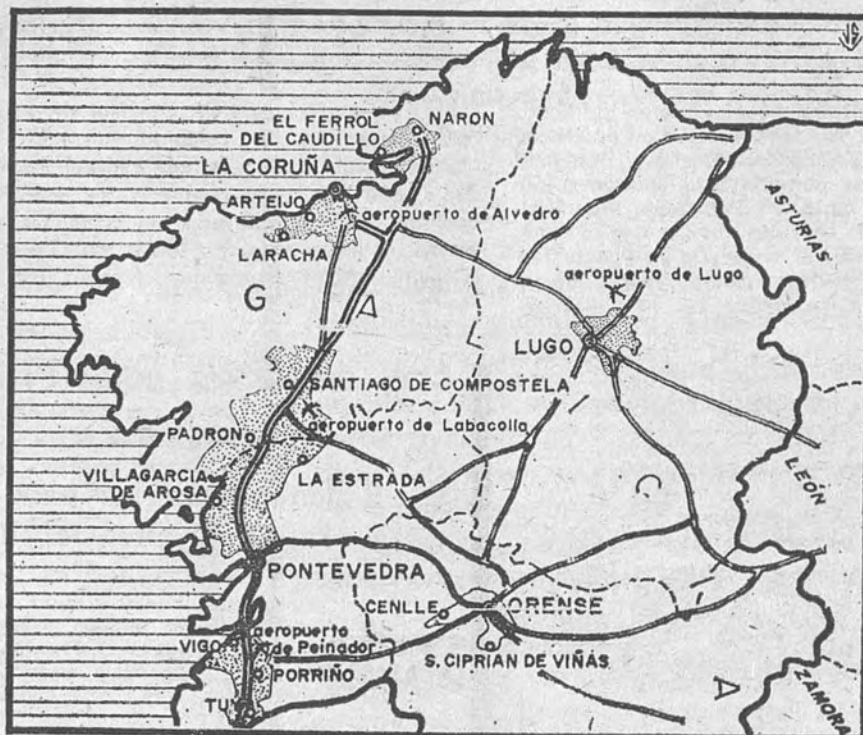 EL FERROL
DEL CAUDILLO
NARON
LA CORUÑA
ARTEIJO
aeropuerto de Alvedro
LARACHA
ASTURIAS
aeropuerto de Lugo
G
A
L
I
C
I
A
LUGO
SANTIAGO DE COMPOSTELA
aeropuerto de Labacolla
PADRON
LA ESTRADA
VILLAGARCIA
DE AROSA
LEÓN
PONTEVEDRA
CENLLE
ORENSE
aeropuerto
de Peinador
VIGO
PORRIÑO
S. CIPRIAN DE VIÑAS
TUY
ZAMORA